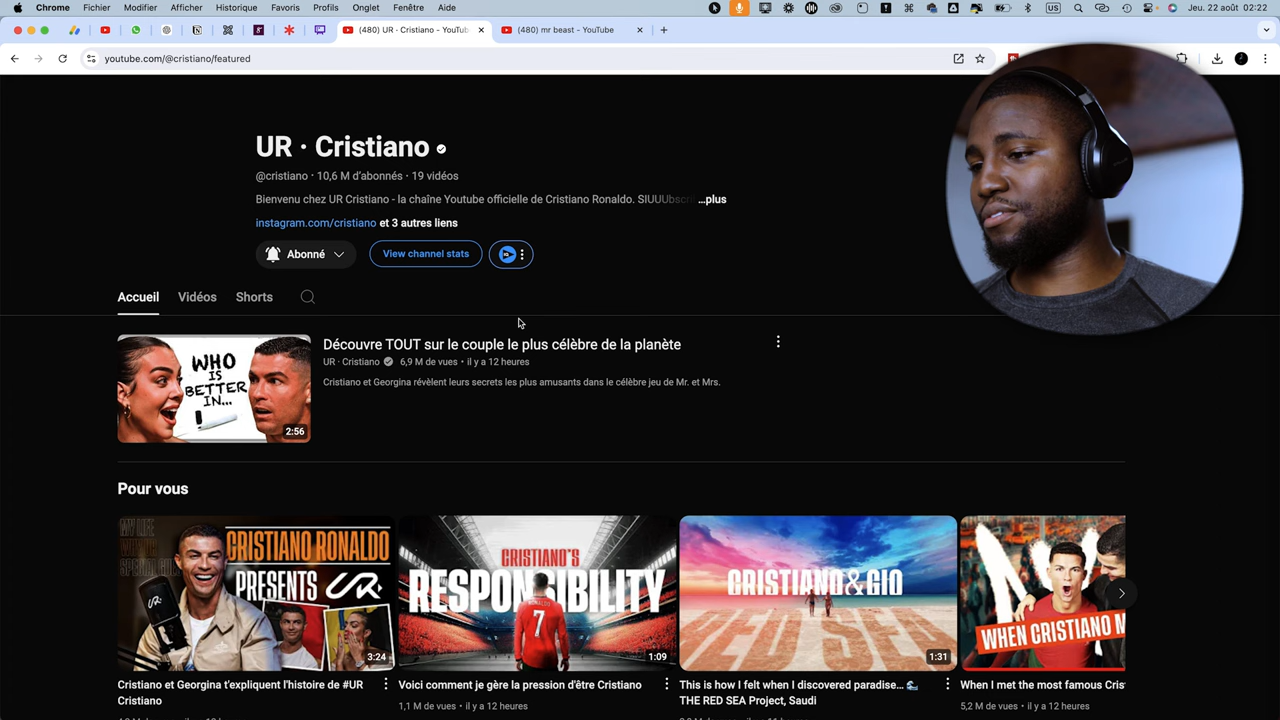 Chrome Fichier Modifier Afficher Historique Favoris Profils Onglet Fenêtre Aide US Jeu. 22 août 02:22
(480) UR · Cristiano - YouTub (480) mr beast - YouTube
youtube.com/@cristiano/featured
UR · Cristiano
@cristiano · 10,6 M d’abonnés · 19 vidéos
Bienvenu chez UR Cristiano - la chaîne Youtube officielle de Cristiano Ronaldo. SIUUUbscri ...plus
instagram.com/cristiano et 3 autres liens
Abonné View channel stats
Accueil Vidéos Shorts
WHO IS BETTER IN...
2:56
Découvre TOUT sur le couple le plus célèbre de la planète
UR · Cristiano 6,9 M de vues · il y a 12 heures
Cristiano et Georgina révèlent leurs secrets les plus amusants dans le célèbre jeu de Mr. et Mrs.
Pour vous
CRISTIANO RONALDO
PRESENTS UR
3:24
CRISTIANO'S
RESPONSIBILITY
RONALDO
7
1:09
CRISTIANO&GIO
RED SEA
1:31
WHEN CRISTIANO M
Cristiano et Georgina t'expliquent l'histoire de #UR Cristiano
Voici comment je gère la pression d'être Cristiano
1,1 M de vues · il y a 12 heures
This is how I felt when I discovered paradise... 🌊 THE RED SEA Project, Saudi
When I met the most famous Cris
5,2 M de vues · il y a 12 heures